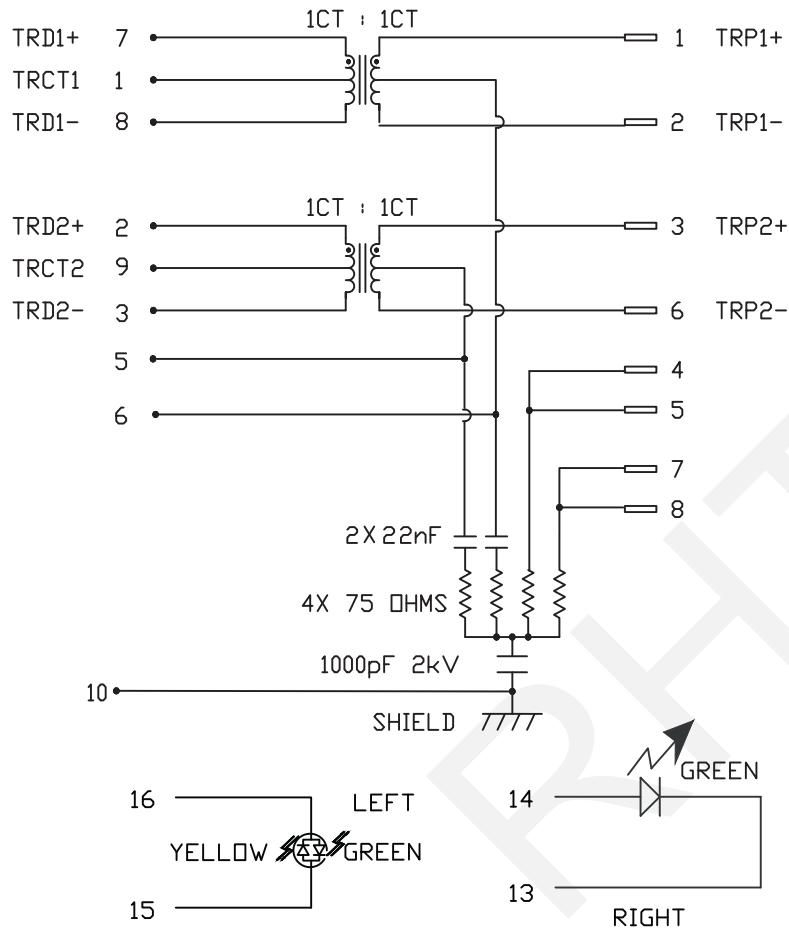 1CT : 1CT
TRD1+ 7 1 TRP1+
TRCT1 1
TRD1- 8 2 TRP1-
1CT : 1CT
TRD2+ 2 3 TRP2+
TRCT2 9
TRD2- 3 6 TRP2-
5 4
6 5
7
8
2X22nF
4X 75 OHMS
1000pF 2kV
10
SHIELD
GREEN
16 LEFT 14
YELLOW GREEN
15 13
RIGHT